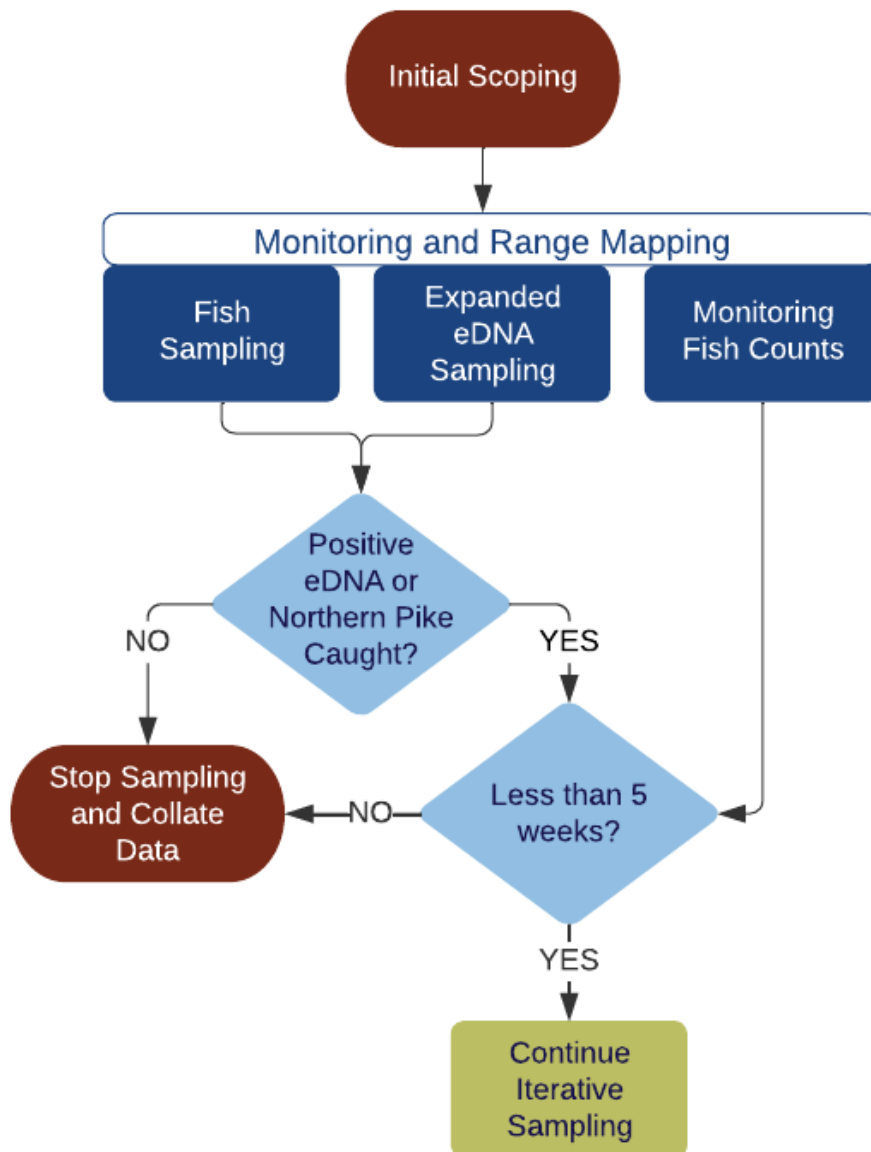 Initial Scoping
Monitoring and Range Mapping
Fish
Sampling
Expanded
eDNA
Sampling
Monitoring
Fish Counts
Positive
eDNA or
Northern Pike
Caught?
NO
YES
Stop Sampling
and Collate
Data
NO
Less than 5
weeks?
YES
Continue
Iterative
Sampling